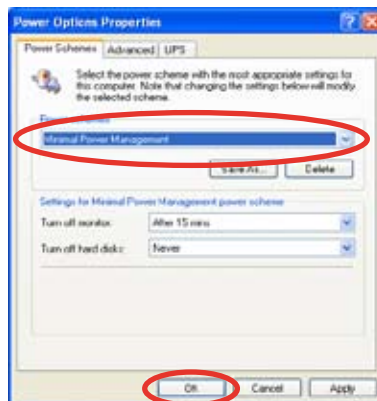 Power Options Properties
Power Schemes Advanced UPS
Select the power scheme with the most appropriate settings for
this computer. Note that changing the settings below will modify
the selected scheme.
Power schemes
Minimal Power Management
Save As... Delete
Settings for Minimal Power Management power scheme
Turn off monitor: After 15 mins
Turn off hard disks: Never
OK Cancel Apply